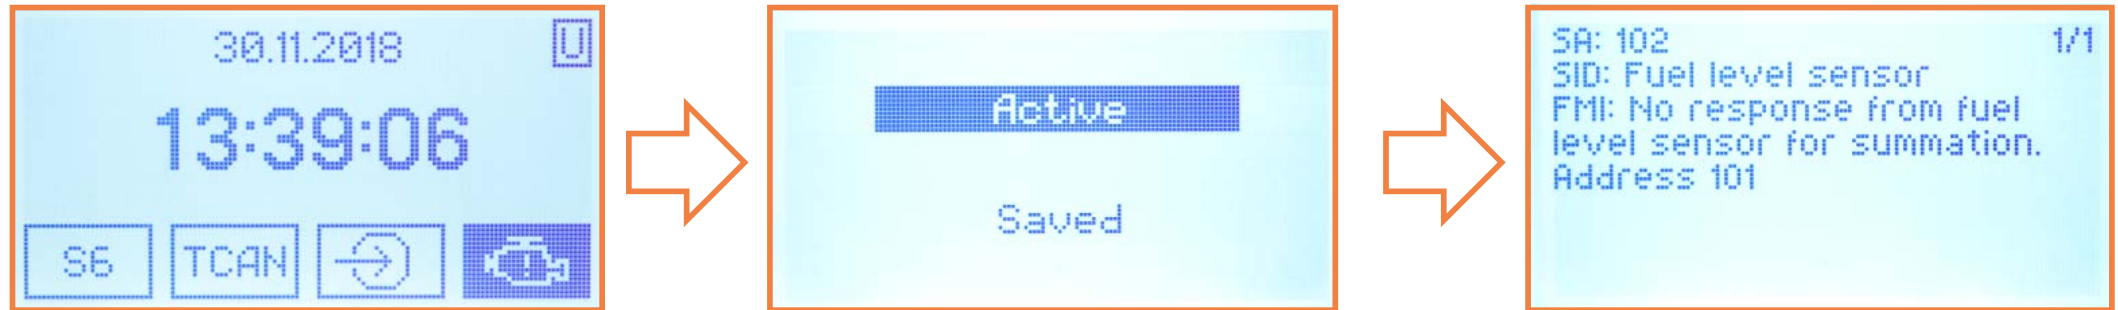 30.11.2018
U
13:39:06
S6
TCAN
Active
Saved
SA: 102
1/1
SID: Fuel level sensor
FMI: No response from fuel
level sensor for summation.
Address 101